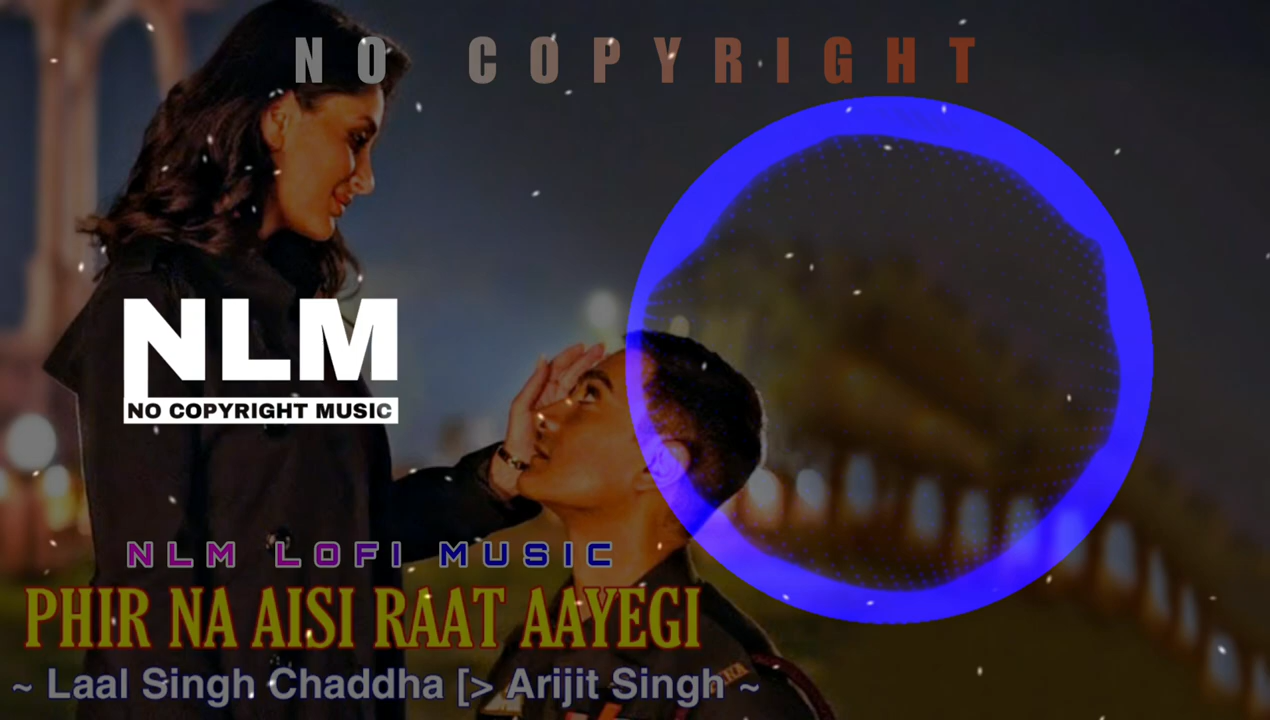 NO COPYRIGHT
NLM
NO COPYRIGHT MUSIC
NLM LOFI MUSIC
PHIR NA AISI RAAT AAYEGI
~ Laal Singh Chaddha [> Arijit Singh ~